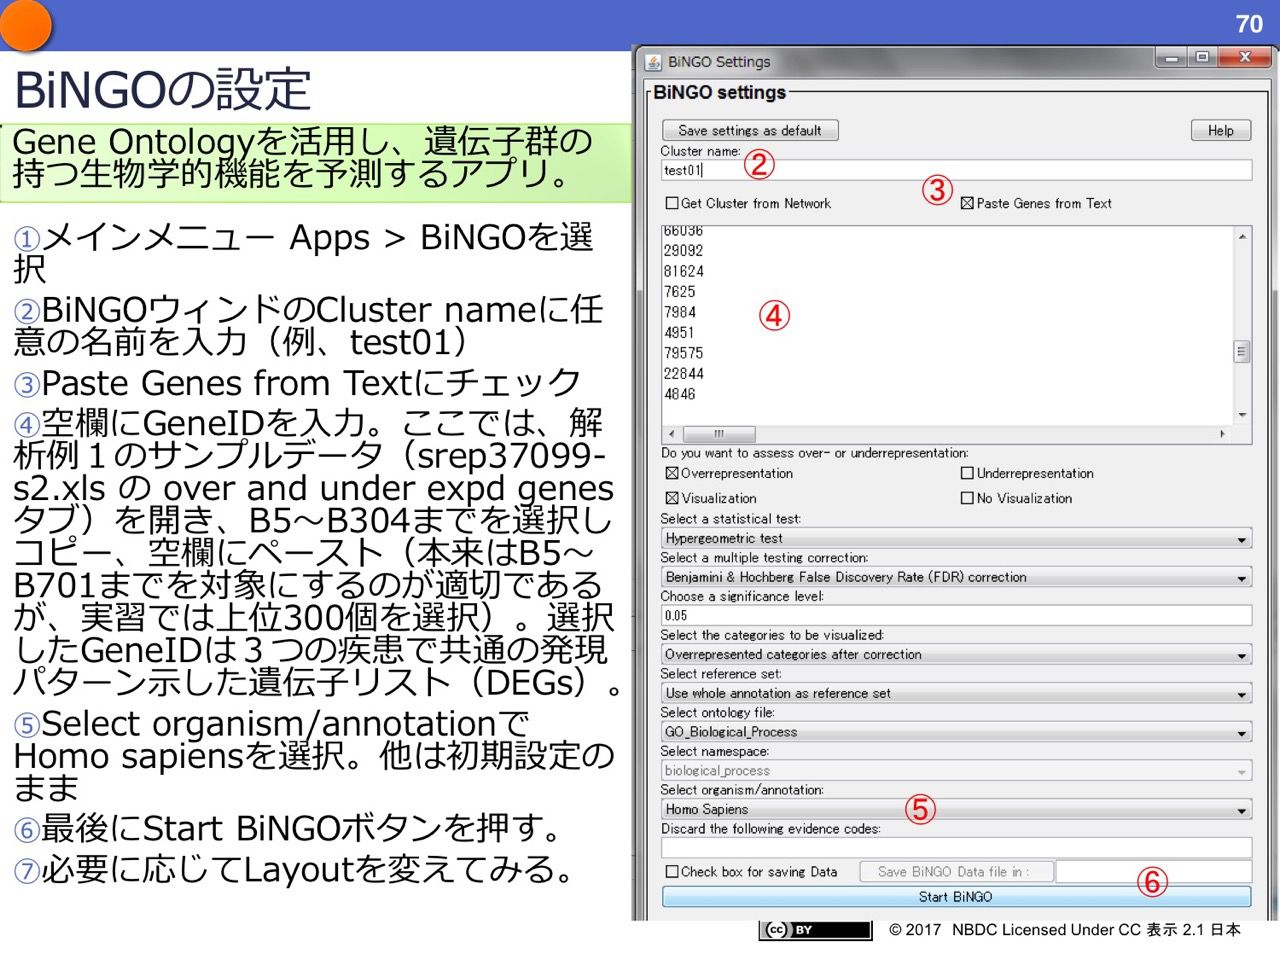 70
BiNGOの設定
Gene Ontologyを活用し、遺伝子群の
持つ生物学的機能を予測するアプリ。
①メインメニュー Apps > BiNGOを選
択
②BiNGOウィンドのCluster nameに任
意の名前を入力（例、test01）
③Paste Genes from Textにチェック
④空欄にGeneIDを入力。ここでは、解
析例１のサンプルデータ（srep37099-
s2.xls の over and under expd genes
タブ）を開き、B5～B304までを選択し
コピー、空欄にペースト（本来はB5～
B701までを対象にするのが適切である
が、実習では上位300個を選択）。選択
したGeneIDは３つの疾患で共通の発現
パターン示した遺伝子リスト（DEGs）。
⑤Select organism/annotationで
Homo sapiensを選択。他は初期設定の
まま
⑥最後にStart BiNGOボタンを押す。
⑦必要に応じてLayoutを変えてみる。
BiNGO Settings
BiNGO settings
Save settings as default
Help
Cluster name:
②
test01
③
Get Cluster from Network
Paste Genes from Text
66036
29092
81624
7625
7984
④
4951
79575
22844
4846
Do you want to assess over- or underrepresentation:
Overrepresentation
Underrepresentation
Visualization
No Visualization
Select a statistical test:
Hypergeometric test
Select a multiple testing correction:
Benjamini & Hochberg False Discovery Rate (FDR) correction
Choose a significance level:
0.05
Select the categories to be visualized:
Overrepresented categories after correction
Select reference set:
Use whole annotation as reference set
Select ontology file:
GO_Biological_Process
Select namespace:
biological_process
Select organism/annotation:
Homo Sapiens
⑤
Discard the following evidence codes:
Check box for saving Data
Save BiNGO Data file in :
⑥
Start BiNGO
cc BY
© 2017 NBDC Licensed Under CC 表示 2.1 日本